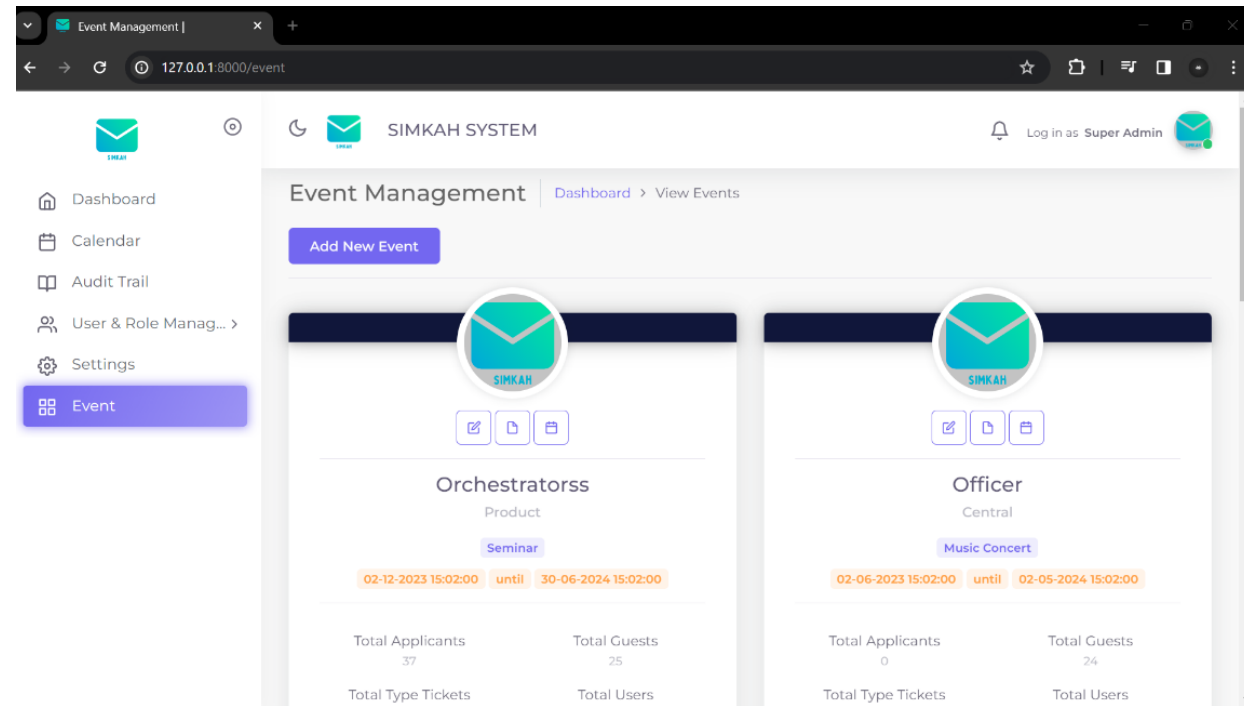 Event Management |
127.0.0.1:8000/event
SIMKAH
SIMKAH
SIMKAH SYSTEM
Log in as Super Admin
SIMKAH
Dashboard
Calendar
Audit Trail
User & Role Manag...
Settings
Event
Event Management Dashboard > View Events
Add New Event
SIMKAH
Orchestratorss
Product
Seminar
02-12-2023 15:02:00 until 30-06-2024 15:02:00
Total Applicants Total Guests
37 25
Total Type Tickets Total Users
SIMKAH
Officer
Central
Music Concert
02-06-2023 15:02:00 until 02-05-2024 15:02:00
Total Applicants Total Guests
0 24
Total Type Tickets Total Users